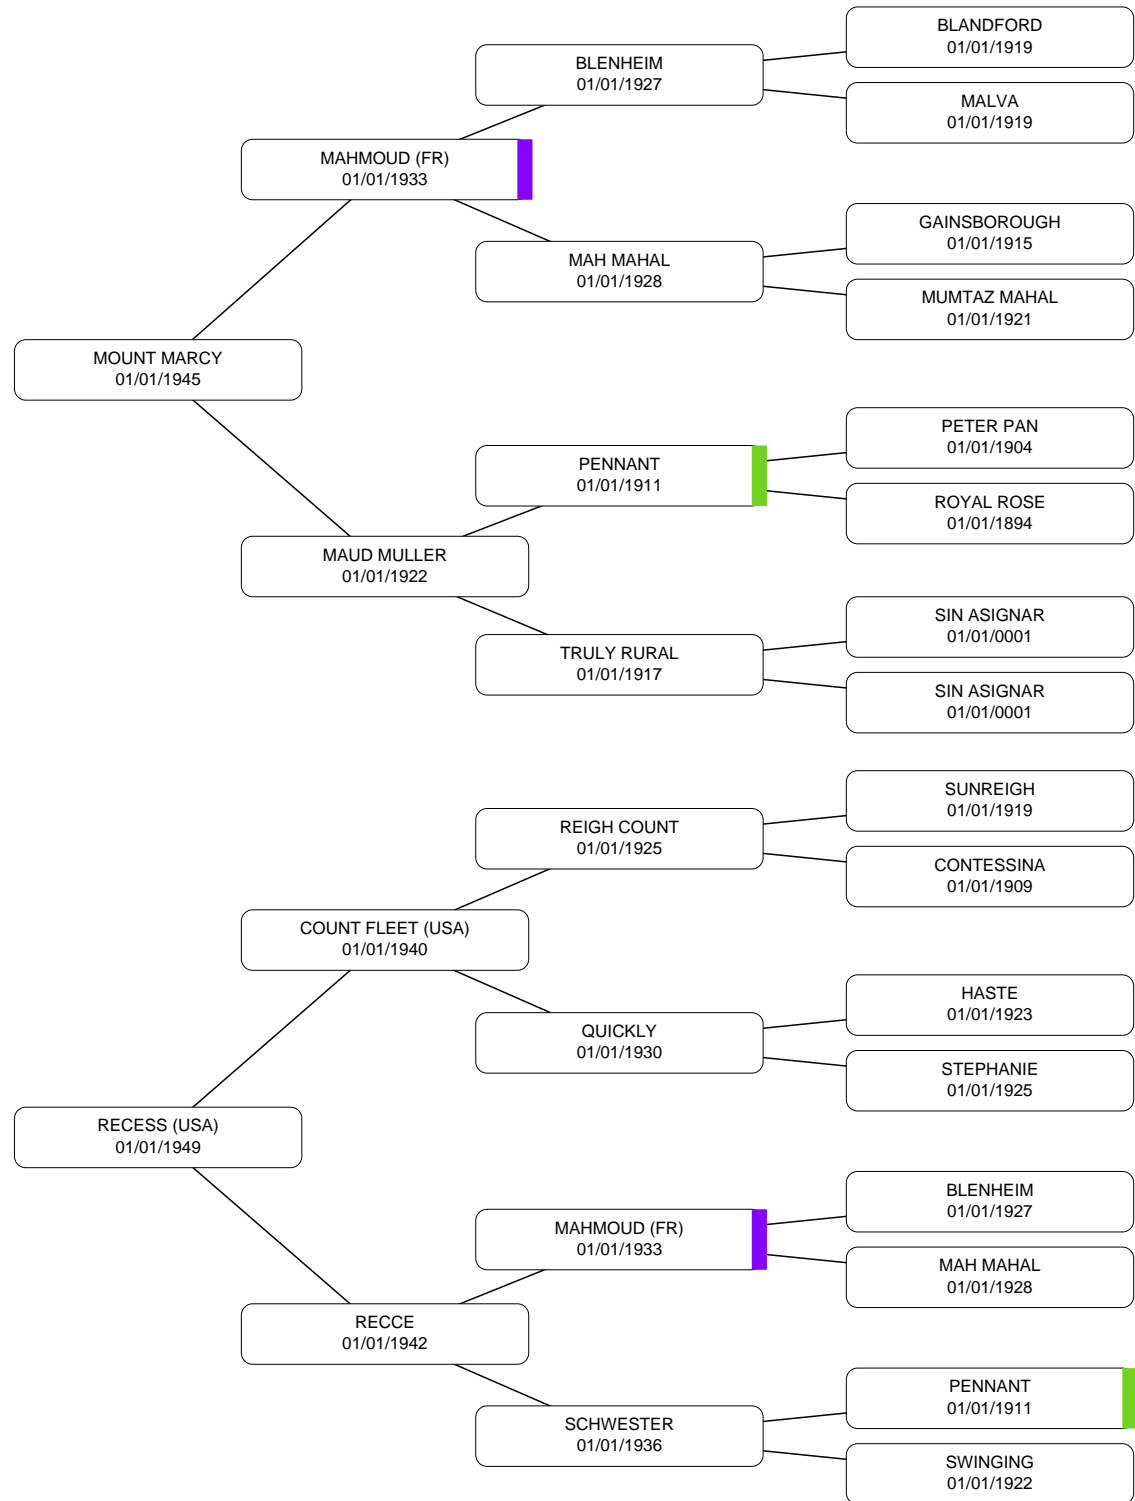 BLANDFORD
01/01/1919
BLENHEIM
01/01/1927
MALVA
01/01/1919
MAHMOUD (FR)
01/01/1933
GAINSBOROUGH
01/01/1915
MAH MAHAL
01/01/1928
MUMTAZ MAHAL
01/01/1921
MOUNT MARCY
01/01/1945
PETER PAN
01/01/1904
PENNANT
01/01/1911
ROYAL ROSE
01/01/1894
MAUD MULLER
01/01/1922
SIN ASIGNAR
01/01/0001
TRULY RURAL
01/01/1917
SIN ASIGNAR
01/01/0001
SUNREIGH
01/01/1919
REIGH COUNT
01/01/1925
CONTESSINA
01/01/1909
COUNT FLEET (USA)
01/01/1940
HASTE
01/01/1923
QUICKLY
01/01/1930
STEPHANIE
01/01/1925
RECESS (USA)
01/01/1949
BLENHEIM
01/01/1927
MAHMOUD (FR)
01/01/1933
MAH MAHAL
01/01/1928
RECCE
01/01/1942
PENNANT
01/01/1911
SCHWESTER
01/01/1936
SWINGING
01/01/1922